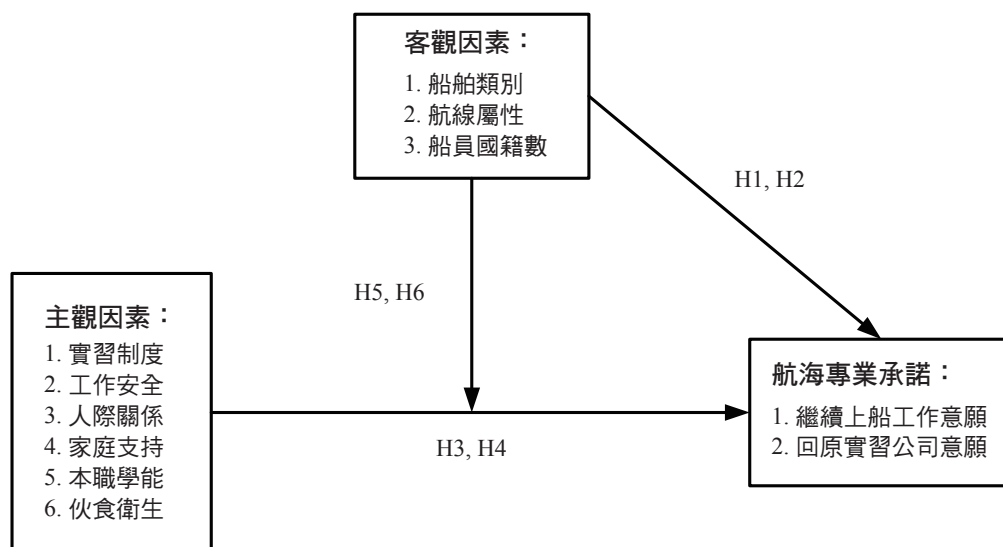 客觀因素：
1. 船舶類別
2. 航線屬性
3. 船員國籍數
H1, H2
H5, H6
主觀因素：
1. 實習制度
2. 工作安全
3. 人際關係
4. 家庭支持
5. 本職學能
6. 伙食衛生
H3, H4
航海專業承諾：
1. 繼續上船工作意願
2. 回原實習公司意願